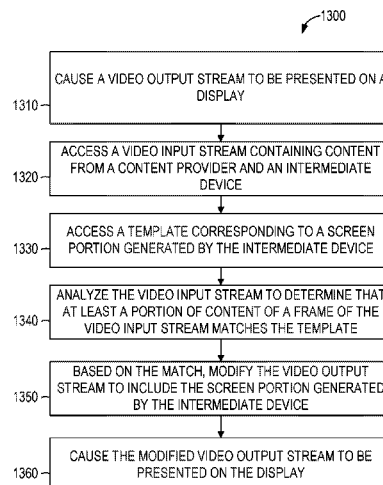 1300
CAUSE A VIDEO OUTPUT STREAM TO BE PRESENTED ON A
DISPLAY
1310
ACCESS A VIDEO INPUT STREAM CONTAINING CONTENT
FROM A CONTENT PROVIDER AND AN INTERMEDIATE
DEVICE
1320
ACCESS A TEMPLATE CORRESPONDING TO A SCREEN
PORTION GENERATED BY THE INTERMEDIATE DEVICE
1330
ANALYZE THE VIDEO INPUT STREAM TO DETERMINE THAT
AT LEAST A PORTION OF CONTENT OF A FRAME OF THE
VIDEO INPUT STREAM MATCHES THE TEMPLATE
1340
BASED ON THE MATCH, MODIFY THE VIDEO OUTPUT
STREAM TO INCLUDE THE SCREEN PORTION GENERATED
BY THE INTERMEDIATE DEVICE
1350
CAUSE THE MODIFIED VIDEO OUTPUT STREAM TO BE
PRESENTED ON THE DISPLAY
1360